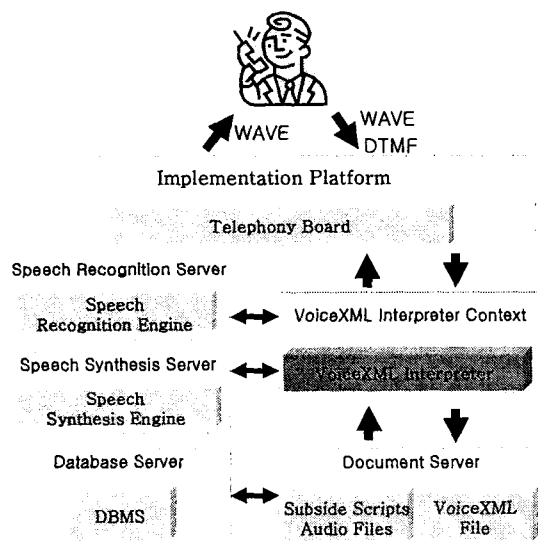 WAVE
WAVE
DTMF
Implementation Platform
Telephony Board
Speech Recognition Server
Speech
Recognition Engine
VoiceXML Interpreter Context
Speech Synthesis Server
VoiceXML Interpreter
Speech
Synthesis Engine
Database Server
Document Server
DBMS
Subside Scripts
Audio Files
VoiceXML
File